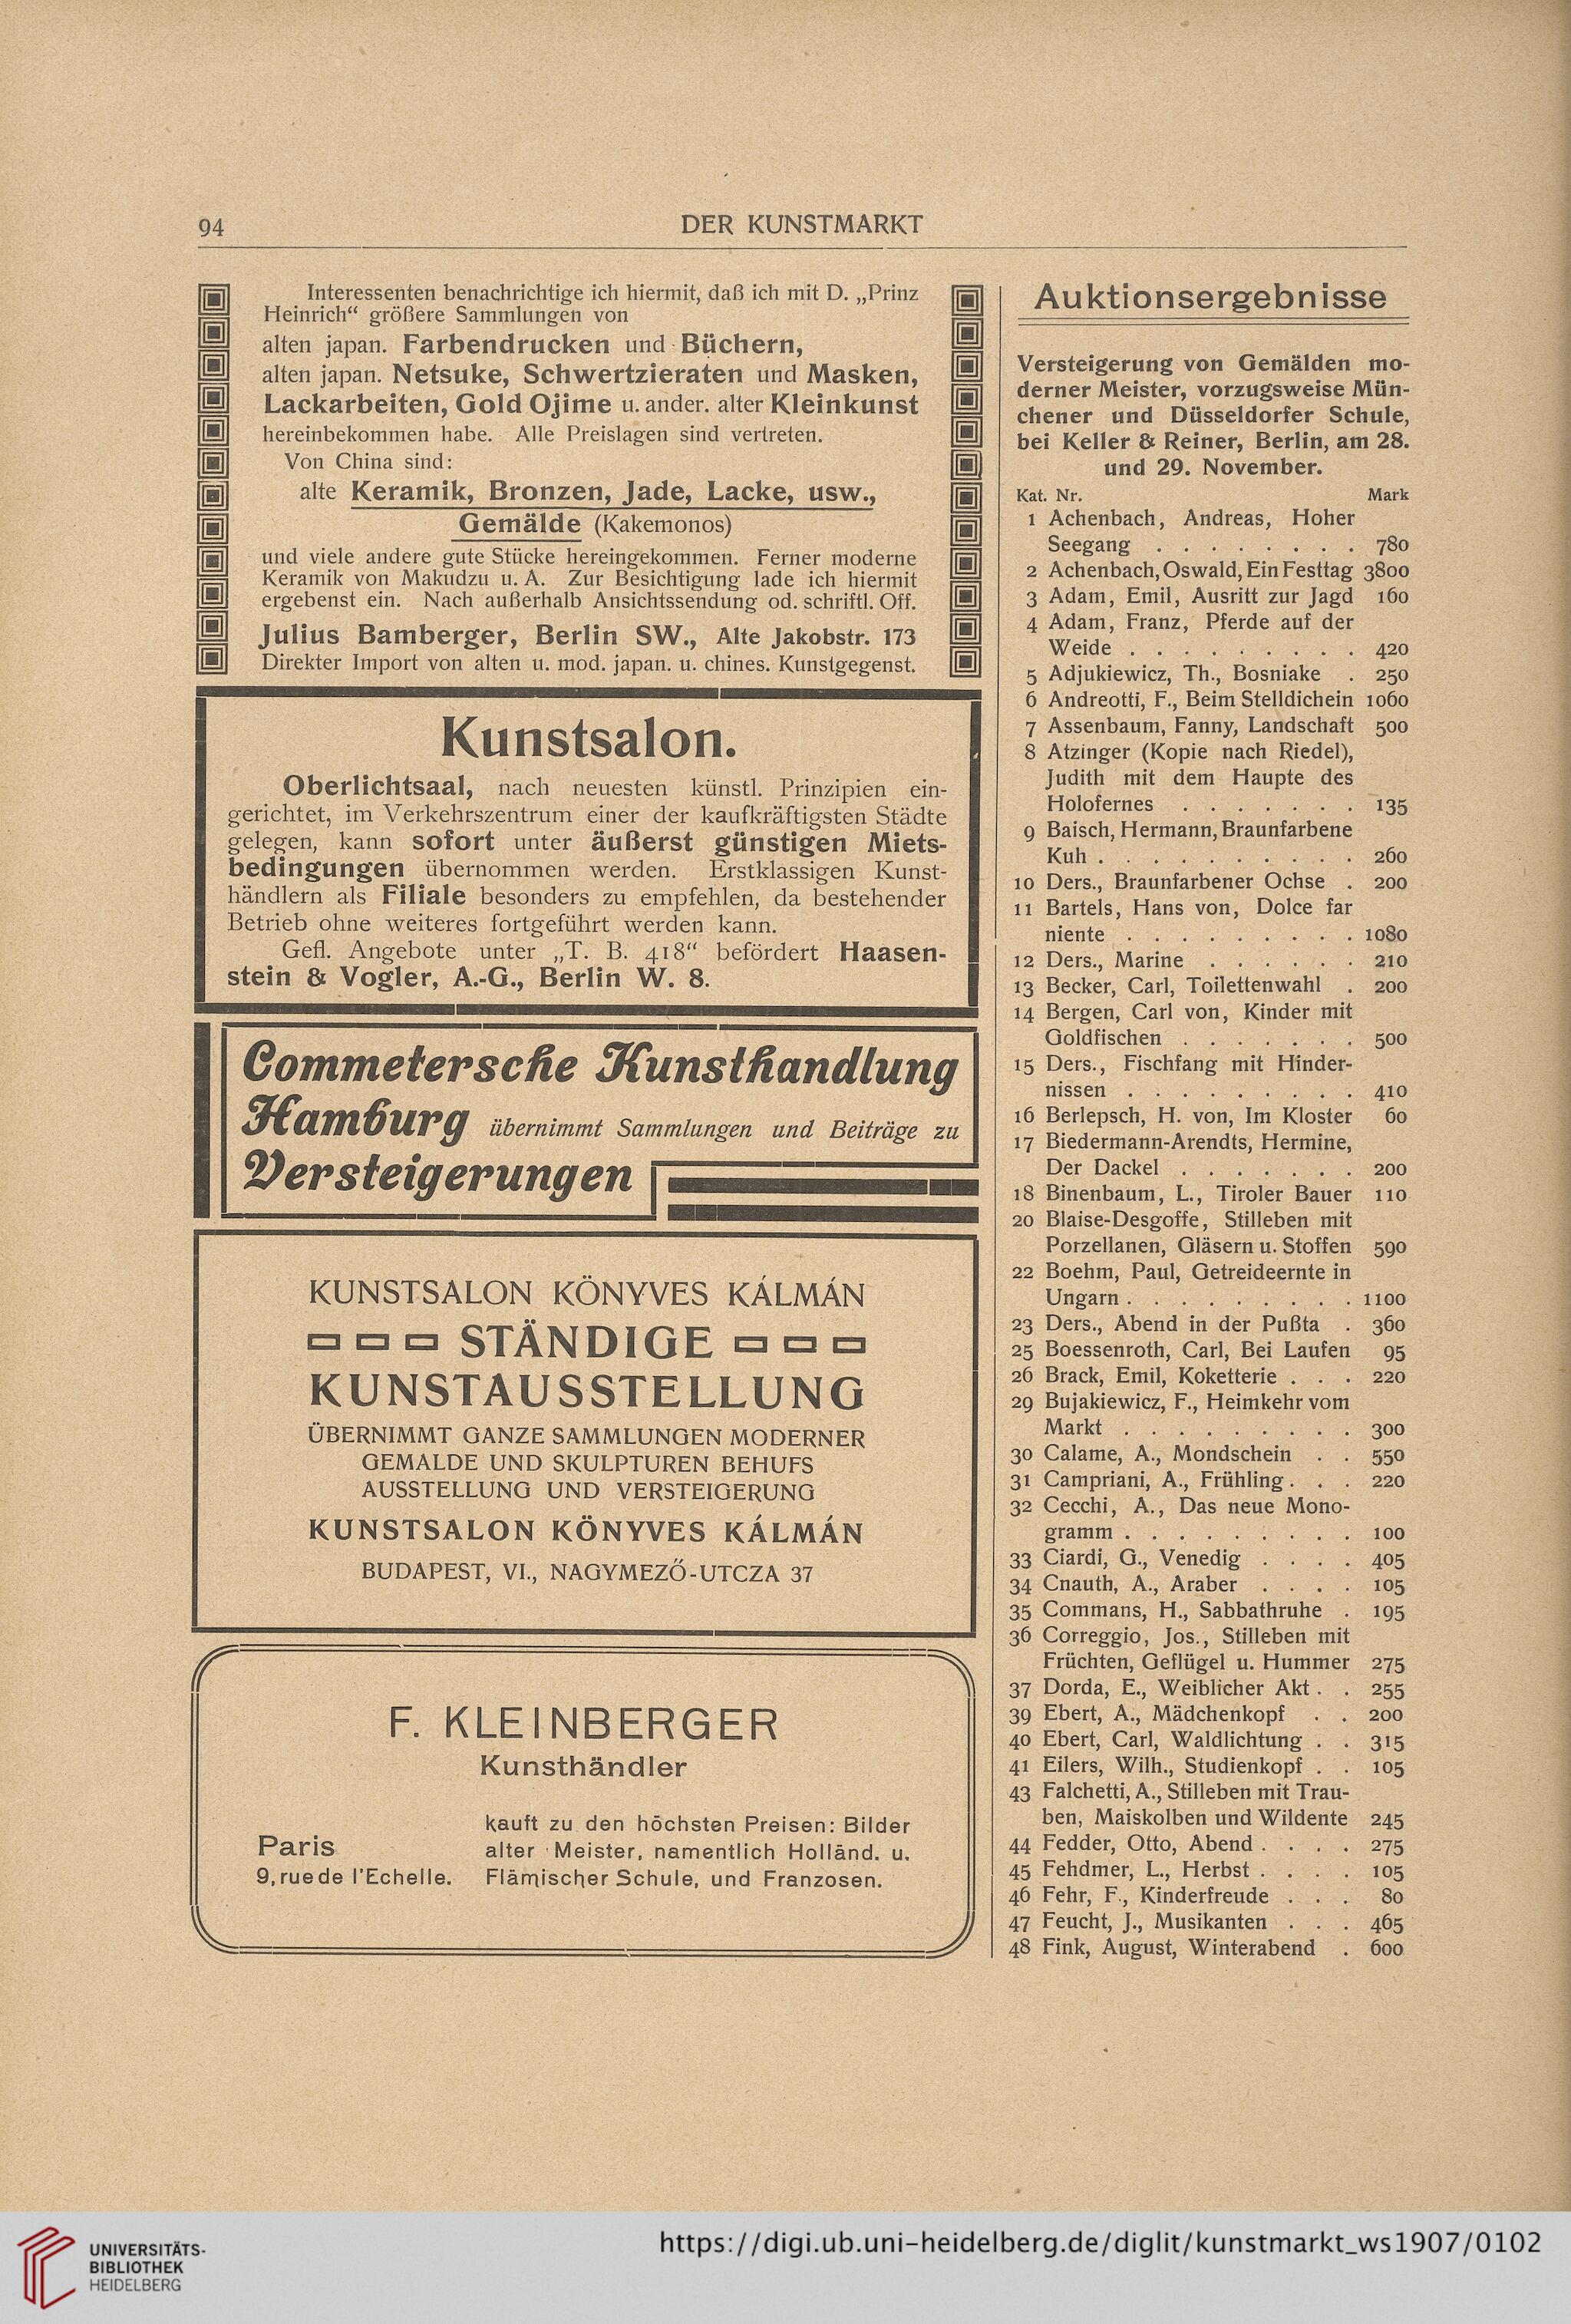 94
DER KUNSTMARKT
Interessenten benachrichtige ich hiermit, daß ich mit D. „Prinz
Heinrich“ größere Sammlungen von
alten japan. Farbendrucken und Büchern,
alten japan. Netsuke, Schwertzieraten und Masken,
Lackarbeiten, Gold Ojime u. ander. alter Kleinkunst
hereinbekommen habe. Alle Preislagen sind vertreten.
Von China sind:
alte Keramik, Bronzen, Jade, Lacke, usw.,
Gemälde (Kakemonos)
und viele andere gute Stücke hereingekommen. Ferner moderne
Keramik von Makudzu u. A. Zur Besichtigung lade ich hiermit
ergebenst ein. Nach außerhalb Ansichtssendung od. schriftl. Off.
Julius Bamberger, Berlin SW., Alte Jakobstr. 173
Direkter Import von alten u. mod. japan. u. chines. Kunstgegenst.
Kunstsalon.
Oberlichtsaal, nach neuesten künstl. Prinzipien ein-
gerichtet, im Verkehrszentrum einer der kaufkräftigsten Städte
gelegen, kann sofort unter äußerst günstigen Miets-
bedingungen übernommen werden. Erstklassigen Kunst-
händlern als Filiale besonders zu empfehlen, da bestehender
Betrieb ohne weiteres fortgeführt werden kann.
Gefl. Angebote unter „T. B. 418“ befördert Haasen-
stein & Vogler, A.-G., Berlin W. 8.
Commetersche Kunsthandlung
Hamburg übernimmt Sammlungen und Beiträge zu
Versteigerungen
KUNSTSALON KÖNYVES KÁLMÁN
STÄNDIGE
KUNSTAUSSTELLUNG
ÜBERNIMMT GANZE SAMMLUNGEN MODERNER
GEMALDE UND SKULPTUREN BEHUFS
AUSSTELLUNG UND VERSTEIGERUNG
KUNSTSALON KÖNYVES KÁLMÁN
BUDAPEST, VI., NAGYMEZŐ-UTCZA 37
F. KLEINBERGER
Kunsthändler
Paris
9, rue de l'Echelle.
kauft zu den höchsten Preisen: Bilder
alter Meister, namentlich Holländ. u.
Flämischer Schule, und Franzosen.
Auktionsergebnisse
Versteigerung von Gemälden mo-
derner Meister, vorzugsweise Mün-
chener und Düsseldorfer Schule,
bei Keller & Reiner, Berlin, am 28.
und 29. November.
Kat. Nr. Mark
1 Achenbach, Andreas, Hoher
Seegang . . . . . . . . 780
2 Achenbach, Oswald, Ein Festtag 3800
3 Adam, Emil, Ausritt zur Jagd 160
4 Adam, Franz, Pferde auf der
Weide . . . . . . . . . 420
5 Adjukiewicz, Th., Bosniake . 250
6 Andreotti, F., Beim Stelldichein 1060
7 Assenbaum, Fanny, Landschaft 500
8 Atzinger (Kopie nach Riedel),
Judith mit dem Haupte des
Holofernes . . . . . . . 135
9 Baisch, Hermann, Braunfarbene
Kuh . . . . . . . . . . 260
10 Ders., Braunfarbener Ochse . 200
11 Bartels, Hans von, Dolce far
niente . . . . . . . . . 1080
12 Ders., Marine . . . . . . 210
13 Becker, Carl, Toilettenwahl . 200
14 Bergen, Carl von, Kinder mit
Goldfischen . . . . . . . 500
15 Ders., Fischfang mit Hinder-
nissen . . . . . . . . . 410
16 Berlepsch, H. von, Im Kloster 60
17 Biedermann-Arendts, Hermine,
Der Dackel . . . . . . . 200
18 Binenbaum, L., Tiroler Bauer 110
20 Blaise-Desgoffe, Stilleben mit
Porzellanen, Gläsern u. Stoffen 590
22 Boehm, Paul, Getreideernte in
Ungarn . . . . . . . . . 1100
23 Ders., Abend in der Pußta . 360
25 Boessenroth, Carl, Bei Laufen 95
26 Brack, Emil, Koketterie . . . 220
29 Bujakiewicz, F., Heimkehr vom
Markt . . . . . . . . . 300
30 Calame, A., Mondschein . . 550
31 Campriani, A., Frühling . . . 220
32 Cecchi, A., Das neue Mono-
gramm . . . . . . . . . 100
33 Ciardi, G., Venedig . . . . 405
34 Cnauth, A., Araber . . . . 105
35 Commans, H., Sabbathruhe . 195
36 Correggio, Jos., Stilleben mit
Früchten, Geflügel u. Hummer 275
37 Dorda, E., Weiblicher Akt . . 255
39 Ebert, A., Mädchenkopf . . 200
40 Ebert, Carl, Waldlichtung . . 315
41 Eilers, Wilh., Studienkopf . . 105
43 Falchetti, A., Stilleben mit Trau-
ben, Maiskolben und Wildente 245
44 Fedder, Otto, Abend . . . . 275
45 Fehdmer, L., Herbst . . . . 105
46 Fehr, F., Kinderfreude . . . 80
47 Feucht, J., Musikanten . . . 465
48 Fink, August, Winterabend . 600
UNIVERSITÄTS-
BIBLIOTHEK
HEIDELBERG
https://digi.ub.uni-heidelberg.de/diglit/kunstmarkt_ws1907/0102